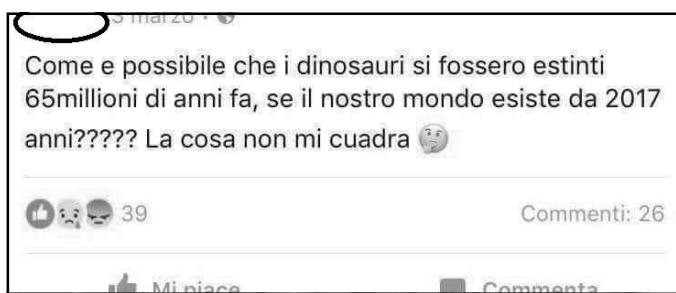 3 marzo ·
Come e possibile che i dinosauri si fossero estinti
65millioni di anni fa, se il nostro mondo esiste da 2017
anni????? La cosa non mi cuadra 🤔
39 Commenti: 26
Mi piace Commenta